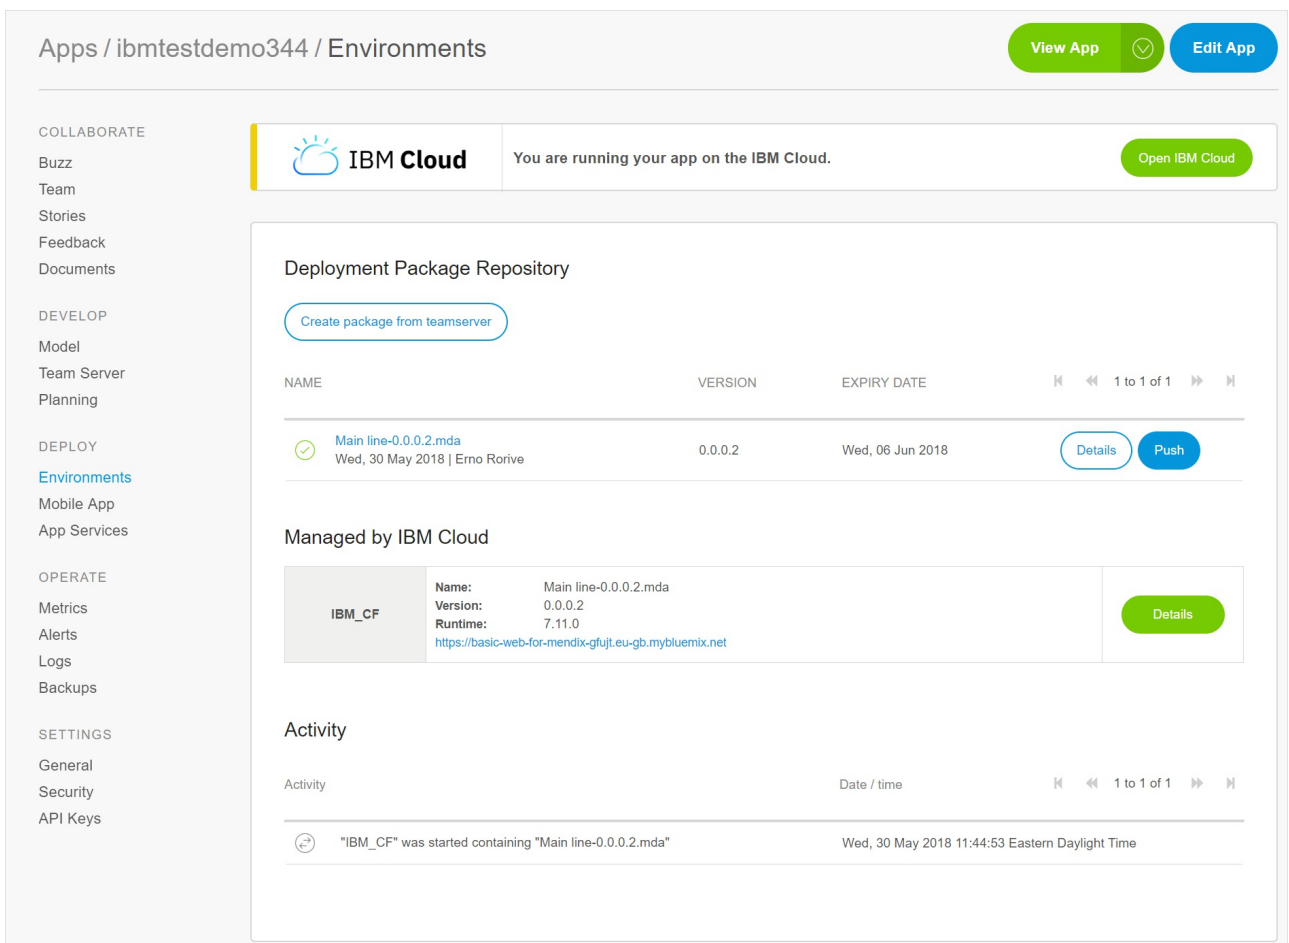 Apps / ibmtestdemo344 / Environments
View App
Edit App
COLLABORATE
Buzz
Team
Stories
Feedback
Documents
DEVELOP
Model
Team Server
Planning
DEPLOY
Environments
Mobile App
App Services
OPERATE
Metrics
Alerts
Logs
Backups
SETTINGS
General
Security
API Keys
IBM Cloud
You are running your app on the IBM Cloud.
Open IBM Cloud
Deployment Package Repository
Create package from teamserver
NAME VERSION EXPIRY DATE 1 to 1 of 1
Main line-0.0.0.2.mda
Wed, 30 May 2018 | Erno Rorive
0.0.0.2 Wed, 06 Jun 2018 Details Push
Managed by IBM Cloud
IBM_CF
Name: Main line-0.0.0.2.mda
Version: 0.0.0.2
Runtime: 7.11.0
https://basic-web-for-mendix-gfujt.eu-gb.mybluemix.net
Details
Activity
Activity Date / time 1 to 1 of 1
"IBM_CF" was started containing "Main line-0.0.0.2.mda" Wed, 30 May 2018 11:44:53 Eastern Daylight Time